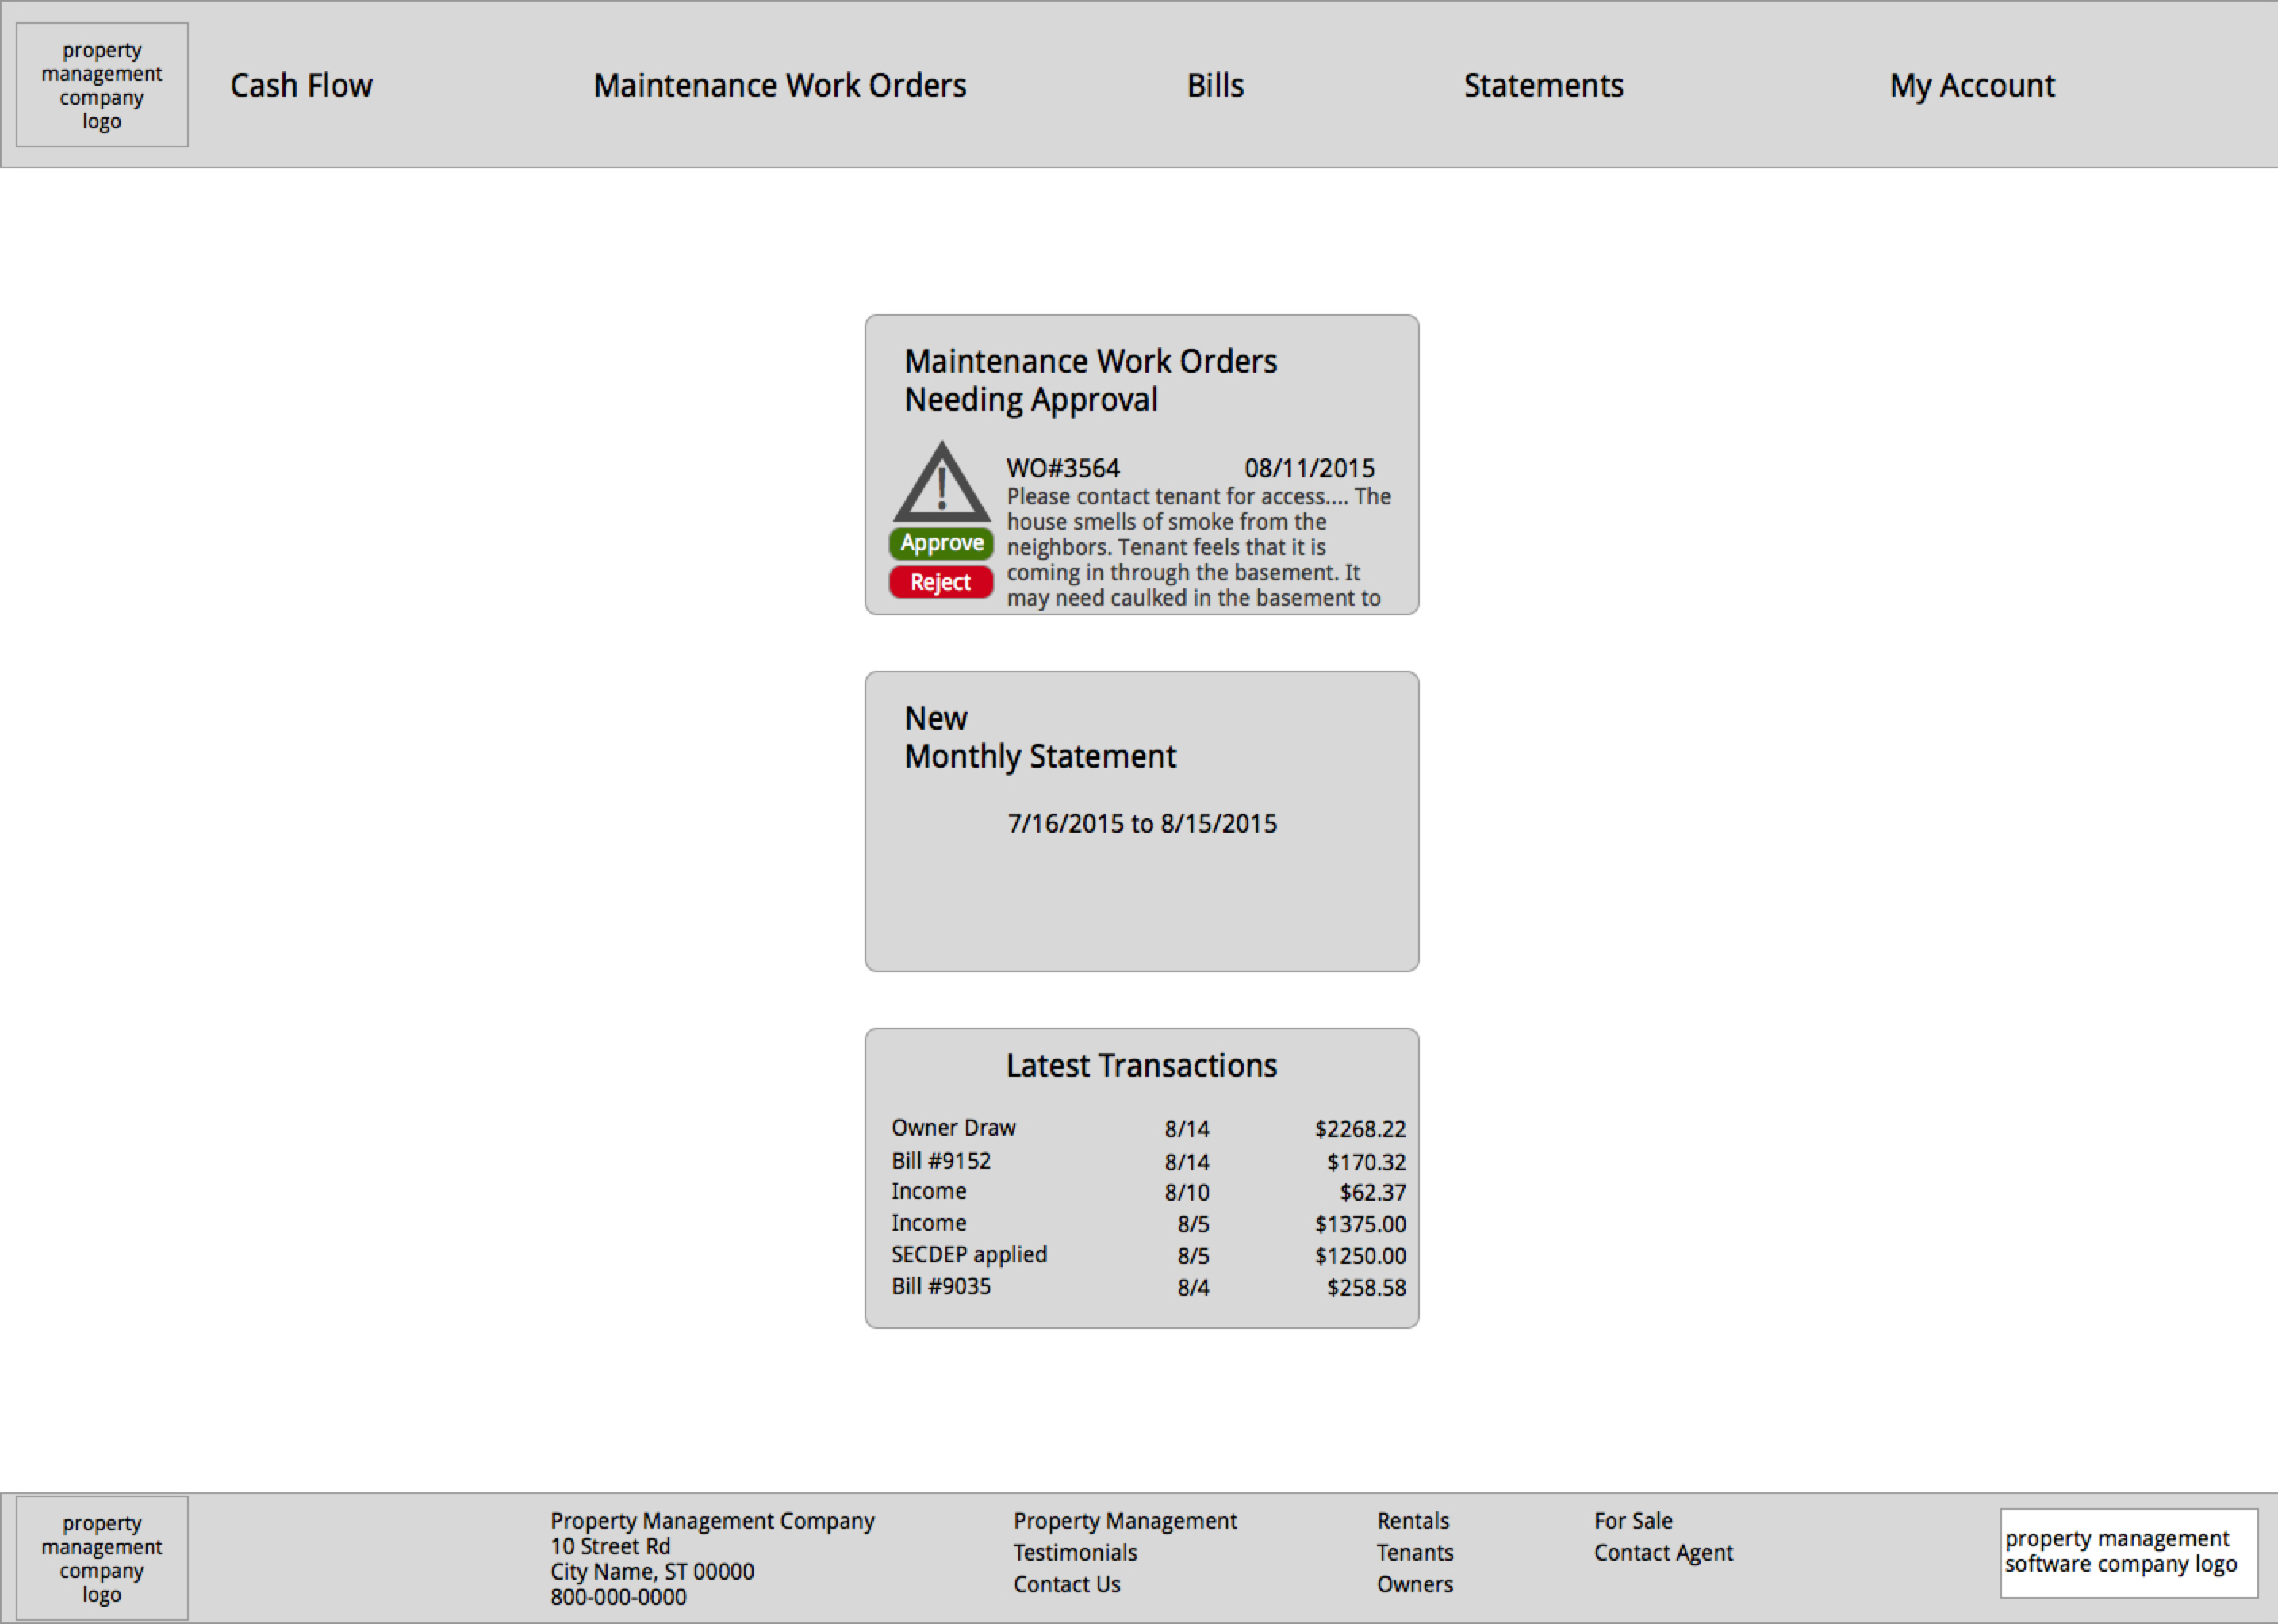 property
management
company
logo
Cash Flow
Maintenance Work Orders
Bills
Statements
My Account
Maintenance Work Orders
Needing Approval
WO#3564 08/11/2015
Please contact tenant for access.... The
house smells of smoke from the
neighbors. Tenant feels that it is
coming in through the basement. It
may need caulked in the basement to
Approve
Reject
New
Monthly Statement
7/16/2015 to 8/15/2015
Latest Transactions
Owner Draw 8/14 $2268.22
Bill #9152 8/14 $170.32
Income 8/10 $62.37
Income 8/5 $1375.00
SECDEP applied 8/5 $1250.00
Bill #9035 8/4 $258.58
property
management
company
logo
Property Management Company
10 Street Rd
City Name, ST 00000
800-000-0000
Property Management
Testimonials
Contact Us
Rentals
Tenants
Owners
For Sale
Contact Agent
property management
software company logo